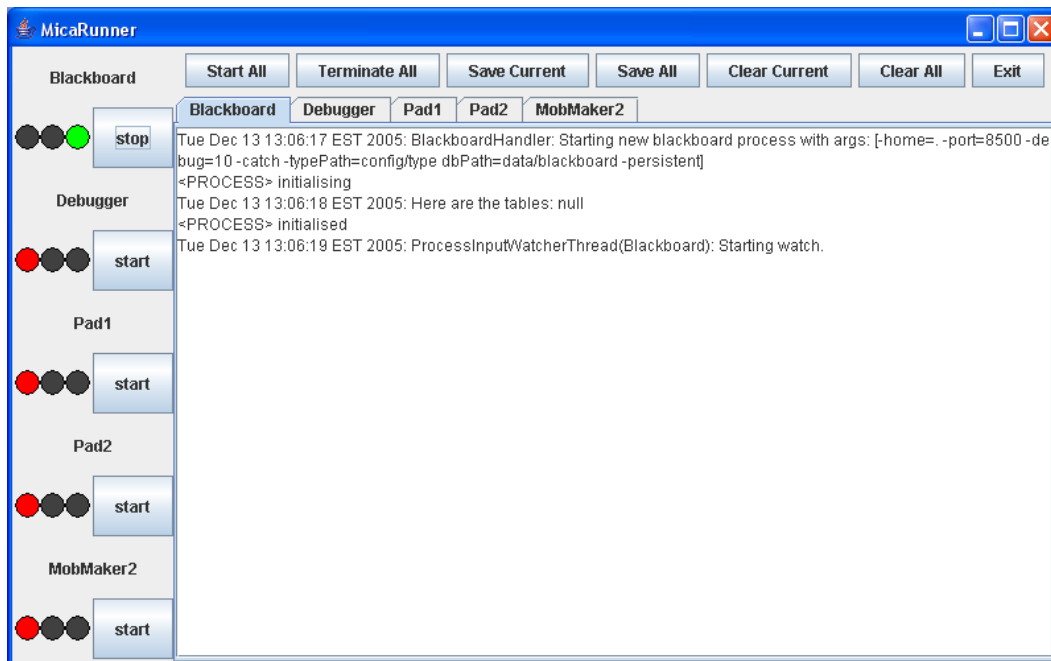 MicaRunner
Blackboard
stop
Debugger
start
Pad1
start
Pad2
start
MobMaker2
start
Start All Terminate All Save Current Save All Clear Current Clear All Exit
Blackboard Debugger Pad1 Pad2 MobMaker2
Tue Dec 13 13:06:17 EST 2005: BlackboardHandler: Starting new blackboard process with args: [-home=. -port=8500 -de
bug=10 -catch -typePath=config/type dbPath=data/blackboard -persistent]
<PROCESS> initialising
Tue Dec 13 13:06:18 EST 2005: Here are the tables: null
<PROCESS> initialised
Tue Dec 13 13:06:19 EST 2005: ProcessInputWatcherThread(Blackboard): Starting watch.